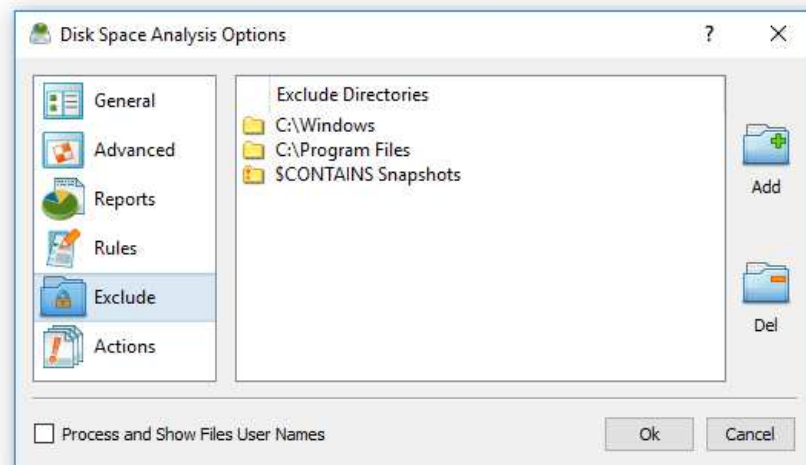 Disk Space Analysis Options
?
General
Advanced
Reports
Rules
Exclude
Actions
Exclude Directories
C:\Windows
C:\Program Files
$CONTAINS Snapshots
Add
Del
Process and Show Files User Names
Ok
Cancel